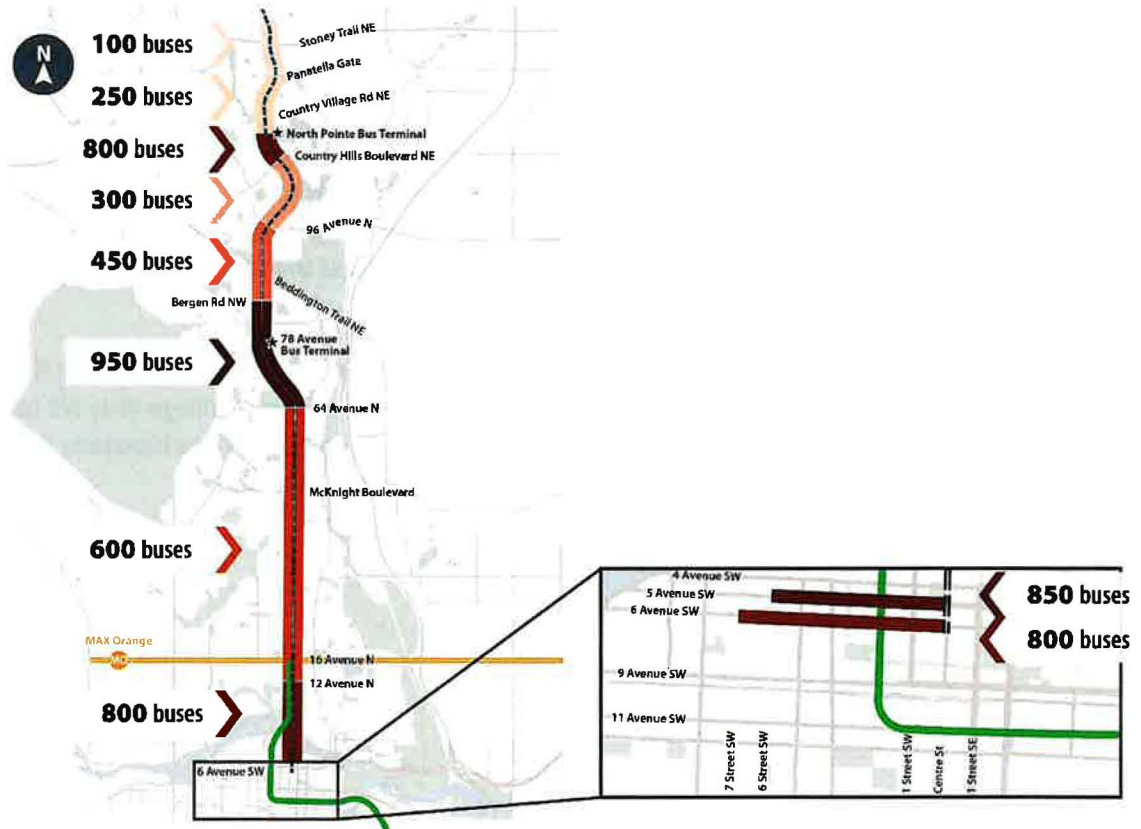 N
100 buses
Stoney Trail NE
Panatella Gate
250 buses
Country Village Rd NE
North Pointe Bus Terminal
800 buses
Country Hills Boulevard NE
300 buses
96 Avenue N
450 buses
Beddington Trail NE
Bergen Rd NW
78 Avenue
Bus Terminal
950 buses
64 Avenue N
McKnight Boulevard
600 buses
MAX Orange
MO
16 Avenue N
12 Avenue N
800 buses
6 Avenue SW
4 Avenue SW
5 Avenue SW
850 buses
6 Avenue SW
800 buses
9 Avenue SW
11 Avenue SW
7 Street SW
6 Street SW
1 Street SW
Centre St
1 Street SE